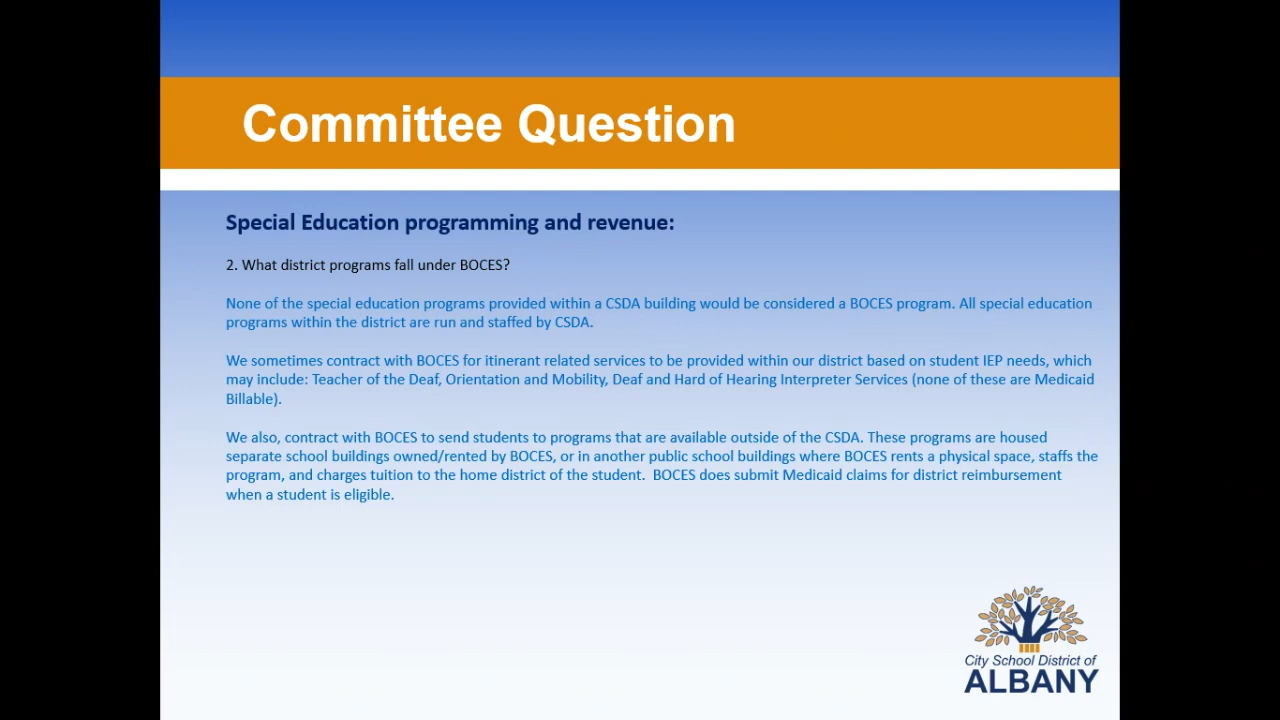 Committee Question
Special Education programming and revenue:
2. What district programs fall under BOCES?
None of the special education programs provided within a CSDA building would be considered a BOCES program. All special education
programs within the district are run and staffed by CSDA.
We sometimes contract with BOCES for itinerant related services to be provided within our district based on student IEP needs, which
may include: Teacher of the Deaf, Orientation and Mobility, Deaf and Hard of Hearing Interpreter Services (none of these are Medicaid
Billable).
We also, contract with BOCES to send students to programs that are available outside of the CSDA. These programs are housed
separate school buildings owned/rented by BOCES, or in another public school buildings where BOCES rents a physical space, staffs the
program, and charges tuition to the home district of the student.  BOCES does submit Medicaid claims for district reimbursement
when a student is eligible.
City School District of
ALBANY